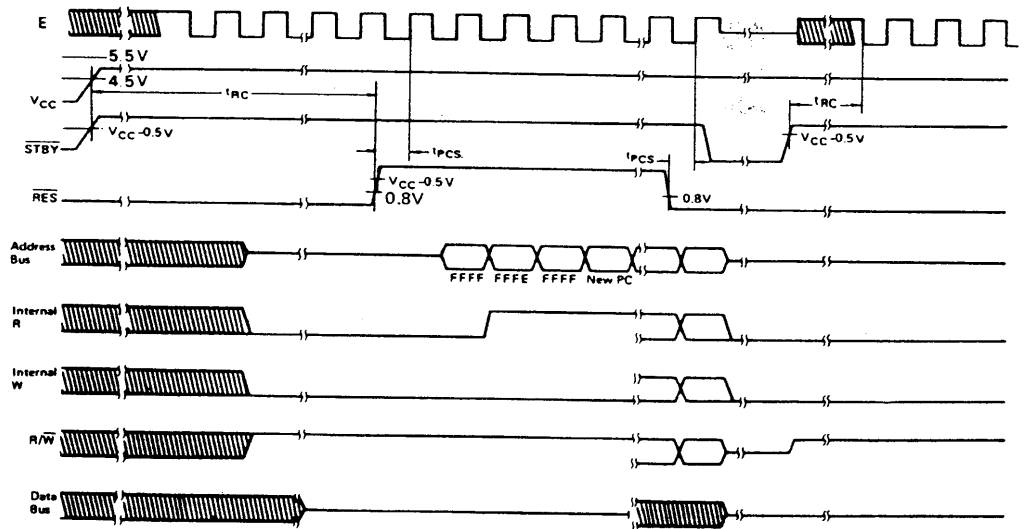 E
5.5V
4.5V
VCC
tRC
tRC
VCC-0.5V
VCC-0.5V
STBY
tPCS
tPCS
VCC-0.5V
0.8V
0.8V
RES
Address
Bus
FFFF FFFE FFFF New PC
Internal
R
Internal
W
R/W
Data
Bus